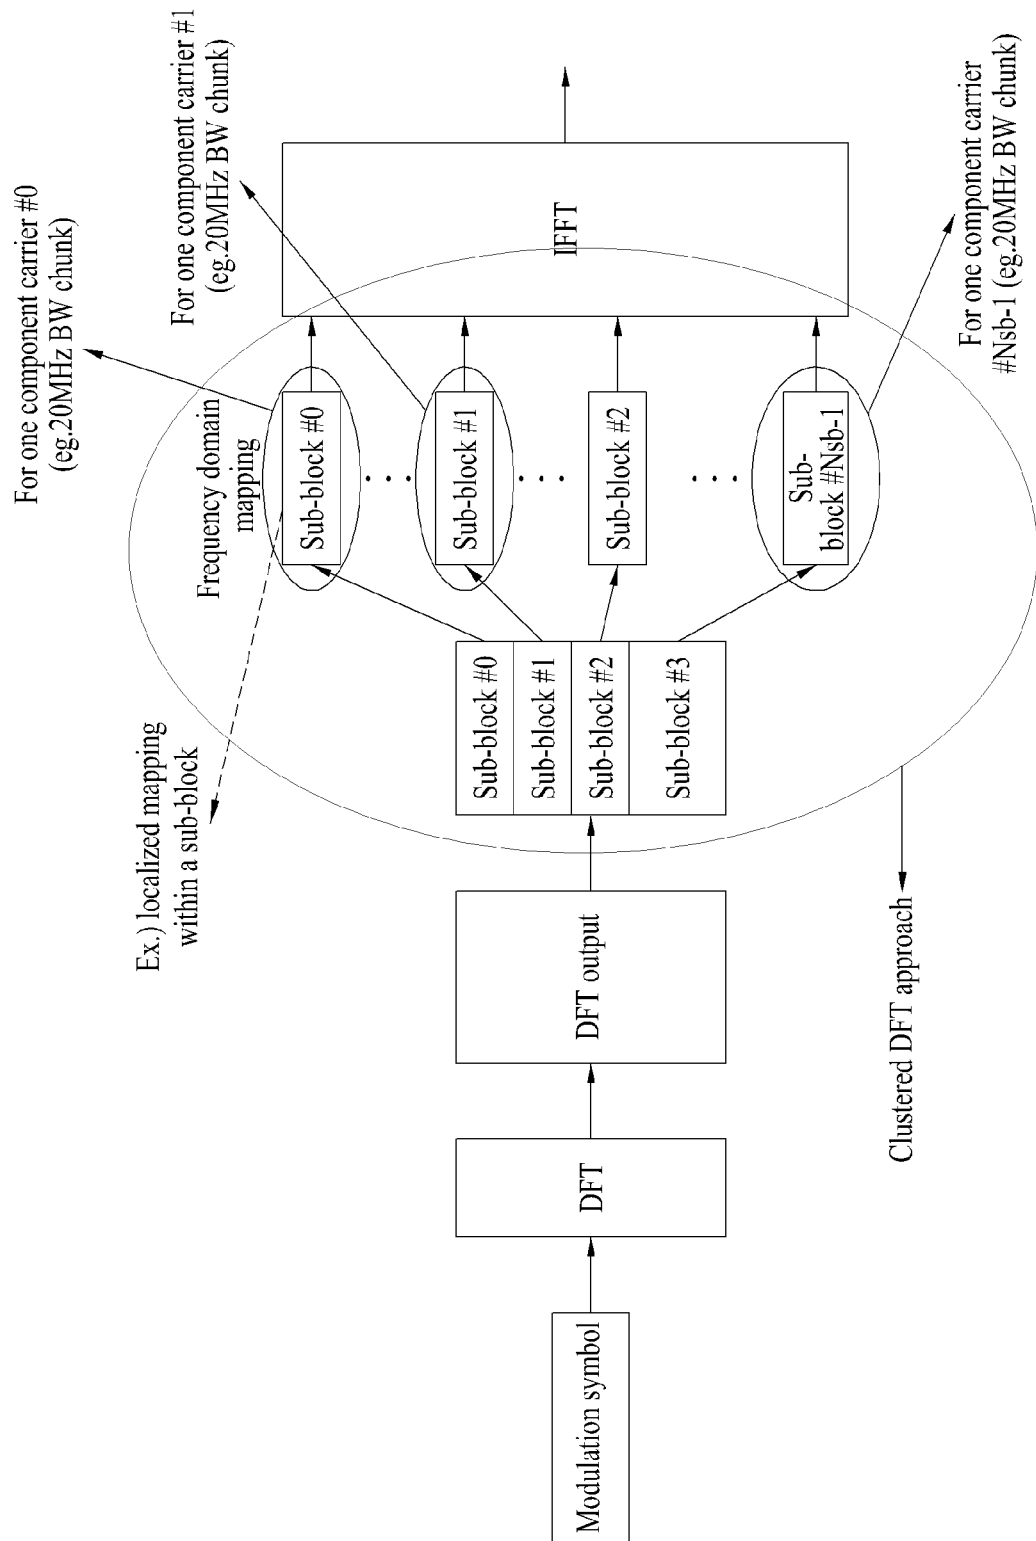 Modulation symbol
DFT
DFT output
Sub-block #0
Sub-block #1
Sub-block #2
Sub-block #3
Ex.) localized mapping
within a sub-block
Frequency domain
mapping
Sub-block #0
Sub-block #1
Sub-block #2
Sub-
block #Nsb-1
IFFT
For one component carrier #0
(eg.20MHz BW chunk)
For one component carrier #1
(eg.20MHz BW chunk)
For one component carrier
#Nsb-1 (eg.20MHz BW chunk)
Clustered DFT approach